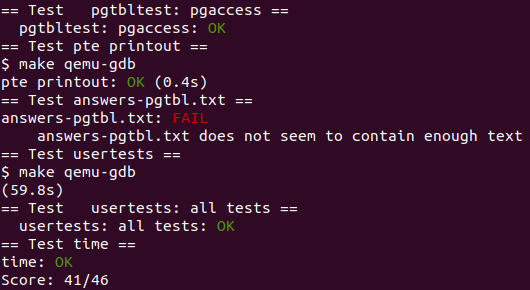 == Test   pgtbltest: pgaccess ==
  pgtbltest: pgaccess: OK
== Test pte printout ==
$ make qemu-gdb
pte printout: OK (0.4s)
== Test answers-pgtbl.txt ==
answers-pgtbl.txt: FAIL
    answers-pgtbl.txt does not seem to contain enough text
== Test usertests ==
$ make qemu-gdb
(59.8s)
== Test   usertests: all tests ==
  usertests: all tests: OK
== Test time ==
time: OK
Score: 41/46